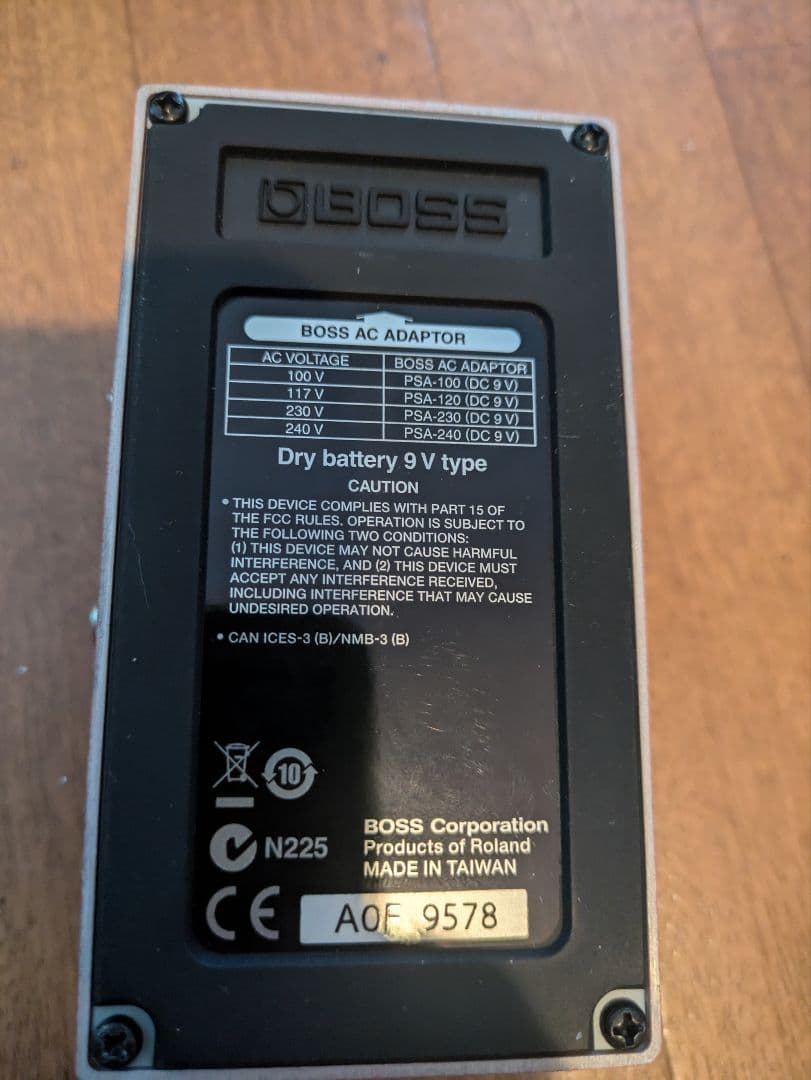 BOSS
BOSS AC ADAPTOR
AC VOLTAGE BOSS AC ADAPTOR
100 V PSA-100 (DC 9 V)
117 V PSA-120 (DC 9 V)
230 V PSA-230 (DC 9 V)
240 V PSA-240 (DC 9 V)
Dry battery 9 V type
CAUTION
• THIS DEVICE COMPLIES WITH PART 15 OF
THE FCC RULES. OPERATION IS SUBJECT TO
THE FOLLOWING TWO CONDITIONS:
(1) THIS DEVICE MAY NOT CAUSE HARMFUL
INTERFERENCE, AND (2) THIS DEVICE MUST
ACCEPT ANY INTERFERENCE RECEIVED,
INCLUDING INTERFERENCE THAT MAY CAUSE
UNDESIRED OPERATION.
• CAN ICES-3 (B)/NMB-3 (B)
10
N225
BOSS Corporation
Products of Roland
MADE IN TAIWAN
CE
9578